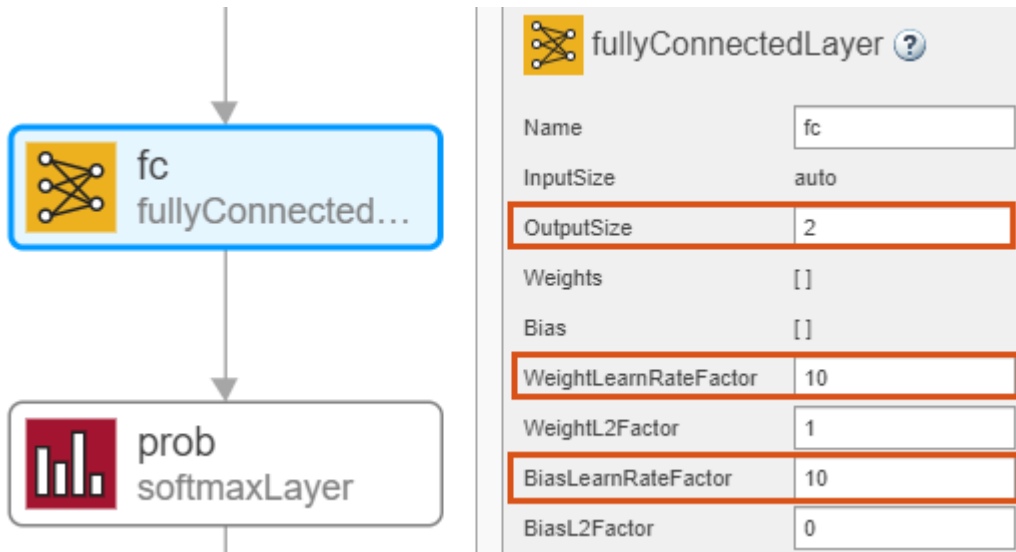 fc
fullyConnected...
prob
softmaxLayer
fullyConnectedLayer ?
Name fc
InputSize auto
OutputSize 2
Weights [ ]
Bias [ ]
WeightLearnRateFactor 10
WeightL2Factor 1
BiasLearnRateFactor 10
BiasL2Factor 0